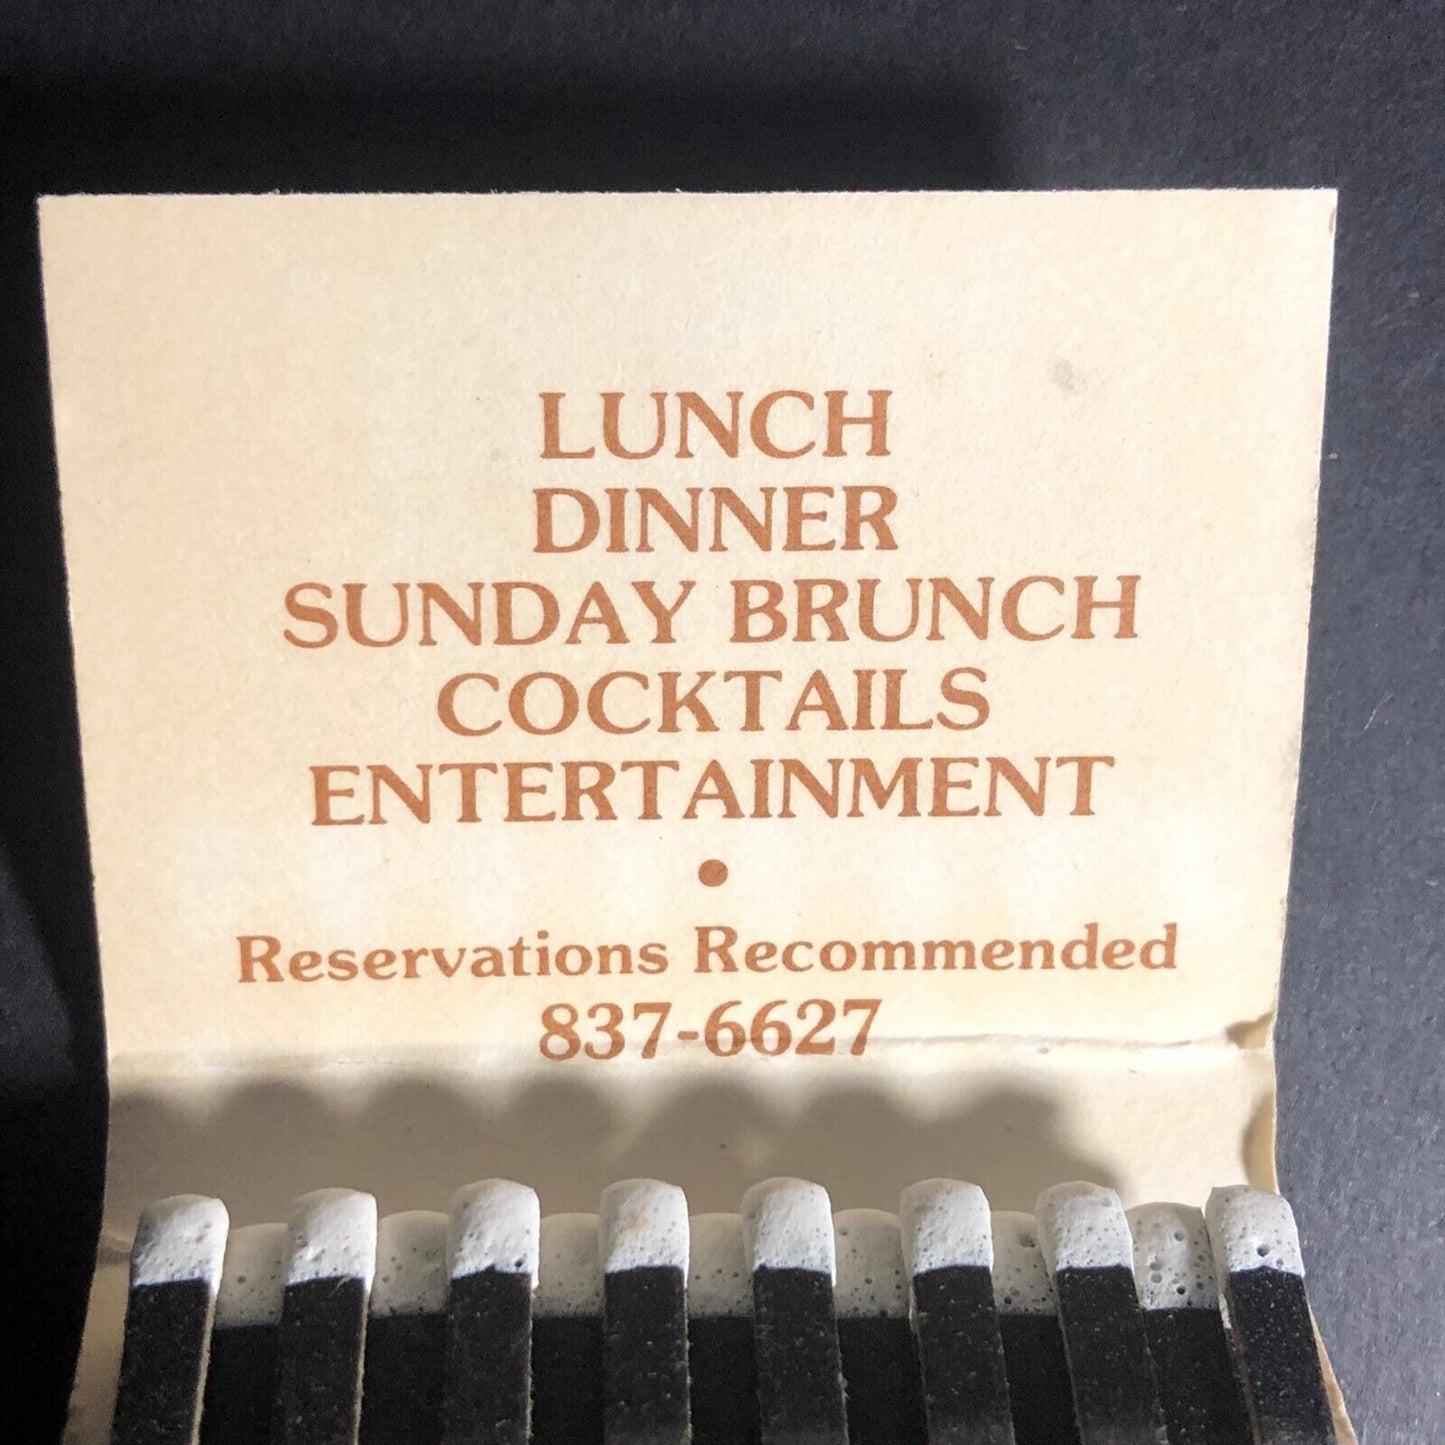 LUNCH
DINNER
SUNDAY BRUNCH
COCKTAILS
ENTERTAINMENT
•
Reservations Recommended
837-6627